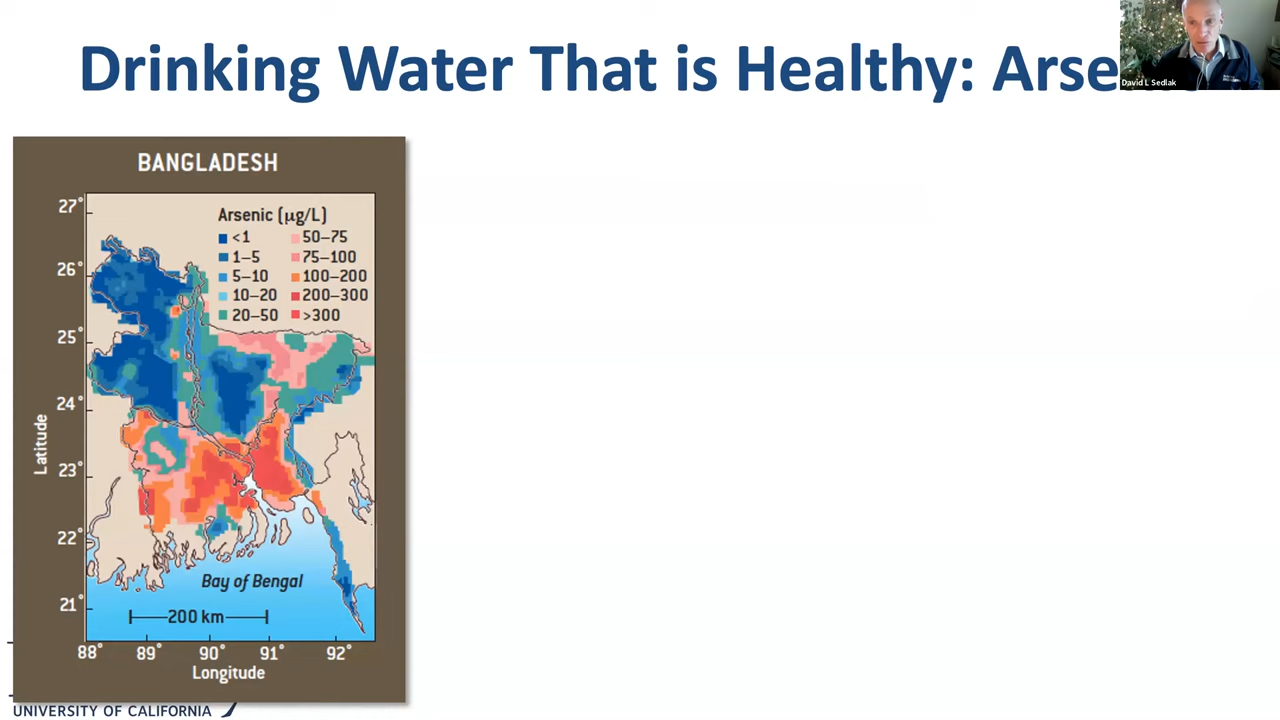 Drinking Water That is Healthy: Arse
David L Sedlak
BANGLADESH
Arsenic (µg/L)
<1
1–5
5–10
10–20
20–50
50–75
75–100
100–200
200–300
>300
27°
26°
25°
24°
23°
22°
21°
Latitude
Bay of Bengal
200 km
88°
89°
90°
91°
92°
Longitude
UNIVERSITY OF CALIFORNIA